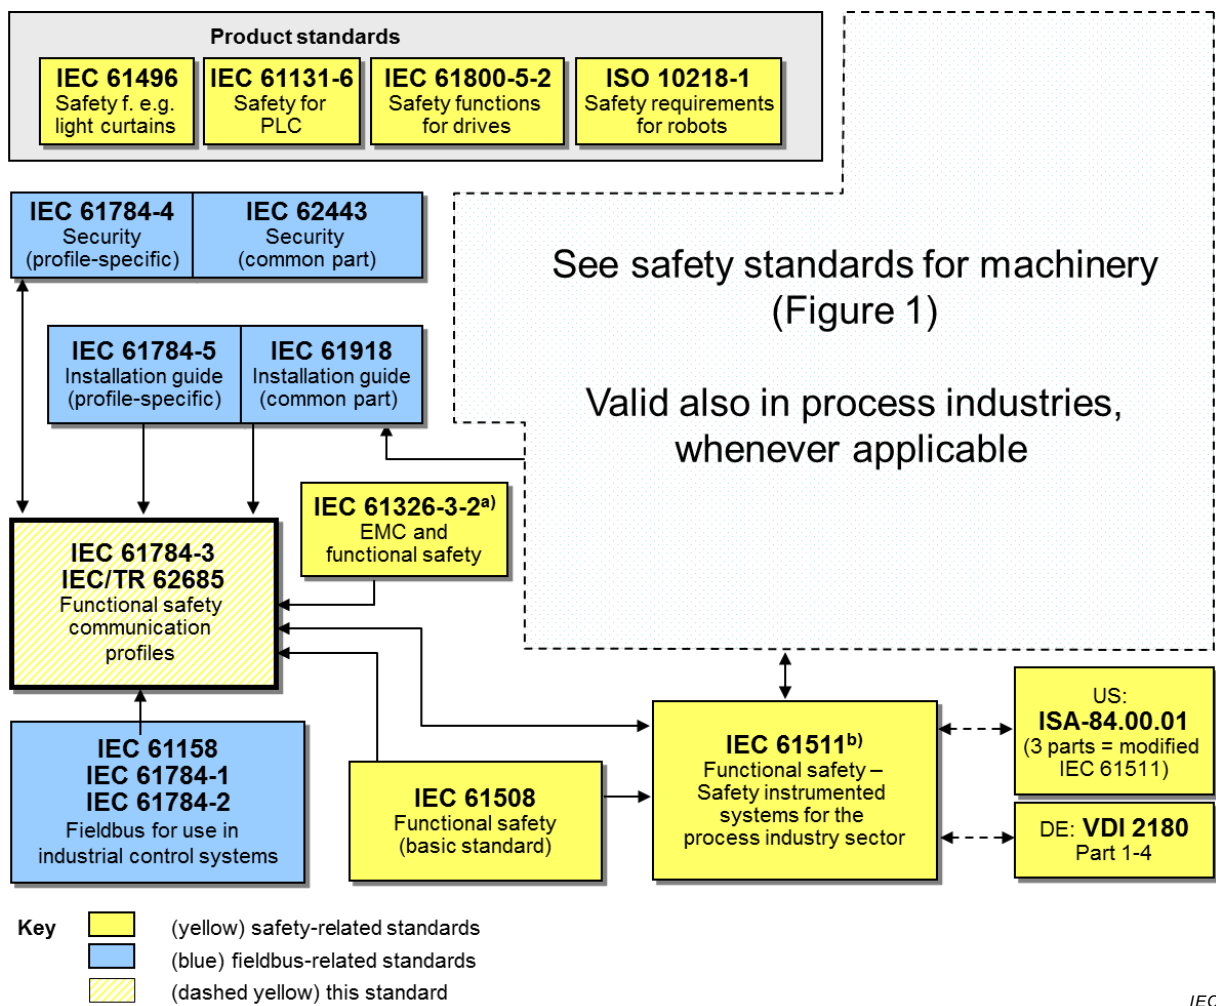 Product standards
IEC 61496
Safety f. e.g.
light curtains
IEC 61131-6
Safety for
PLC
IEC 61800-5-2
Safety functions
for drives
ISO 10218-1
Safety requirements
for robots
IEC 61784-4
Security
(profile-specific)
IEC 62443
Security
(common part)
See safety standards for machinery
(Figure 1)
Valid also in process industries,
whenever applicable
IEC 61784-5
Installation guide
(profile-specific)
IEC 61918
Installation guide
(common part)
IEC 61326-3-2a)
EMC and
functional safety
IEC 61784-3
IEC/TR 62685
Functional safety
communication
profiles
IEC 61158
IEC 61784-1
IEC 61784-2
Fieldbus for use in
industrial control systems
IEC 61508
Functional safety
(basic standard)
IEC 61511b)
Functional safety –
Safety instrumented
systems for the
process industry sector
US:
ISA-84.00.01
(3 parts = modified
IEC 61511)
DE: VDI 2180
Part 1-4
Key
(yellow) safety-related standards
(blue) fieldbus-related standards
(dashed yellow) this standard
IEC